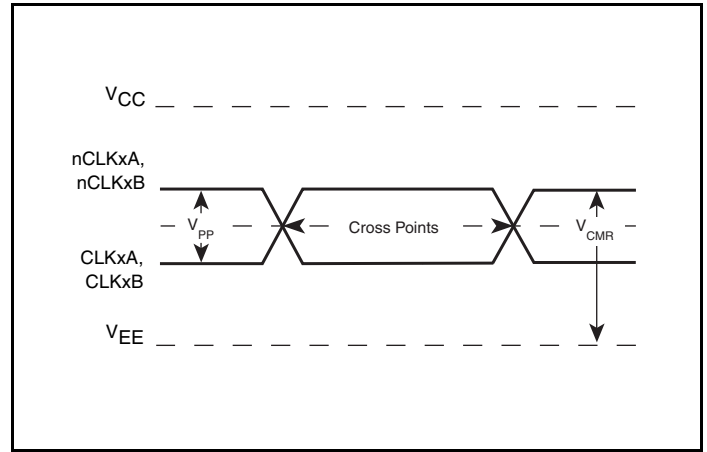 VCC
nCLKxA,
nCLKxB
VPP
Cross Points
VCMR
CLKxA,
CLKxB
VEE